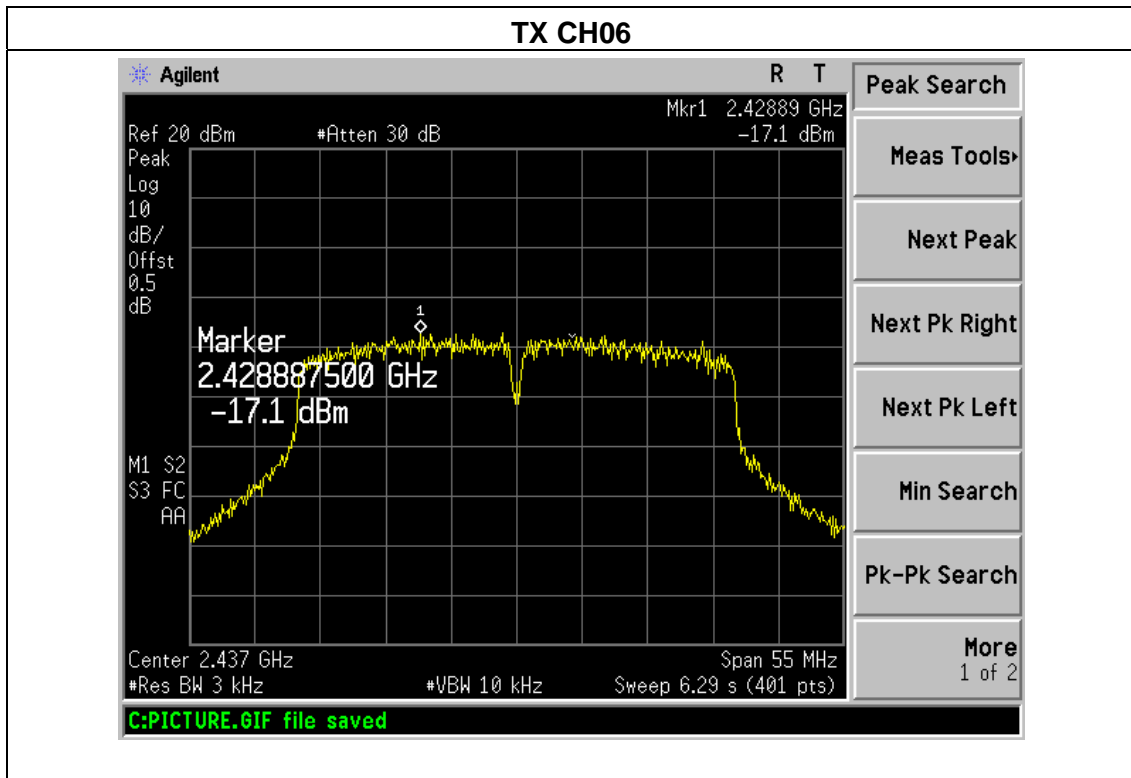 TX CH06
Agilent R T
Mkr1 2.42889 GHz
Ref 20 dBm #Atten 30 dB -17.1 dBm
Peak
Log
10
dB/
Offst
0.5
dB
1
Marker
2.428887500 GHz
-17.1 dBm
M1 S2
S3 FC
AA
Center 2.437 GHz Span 55 MHz
#Res BW 3 kHz #VBW 10 kHz Sweep 6.29 s (401 pts)
C:PICTURE.GIF file saved
Peak Search
Meas Tools
Next Peak
Next Pk Right
Next Pk Left
Min Search
Pk-Pk Search
More
1 of 2